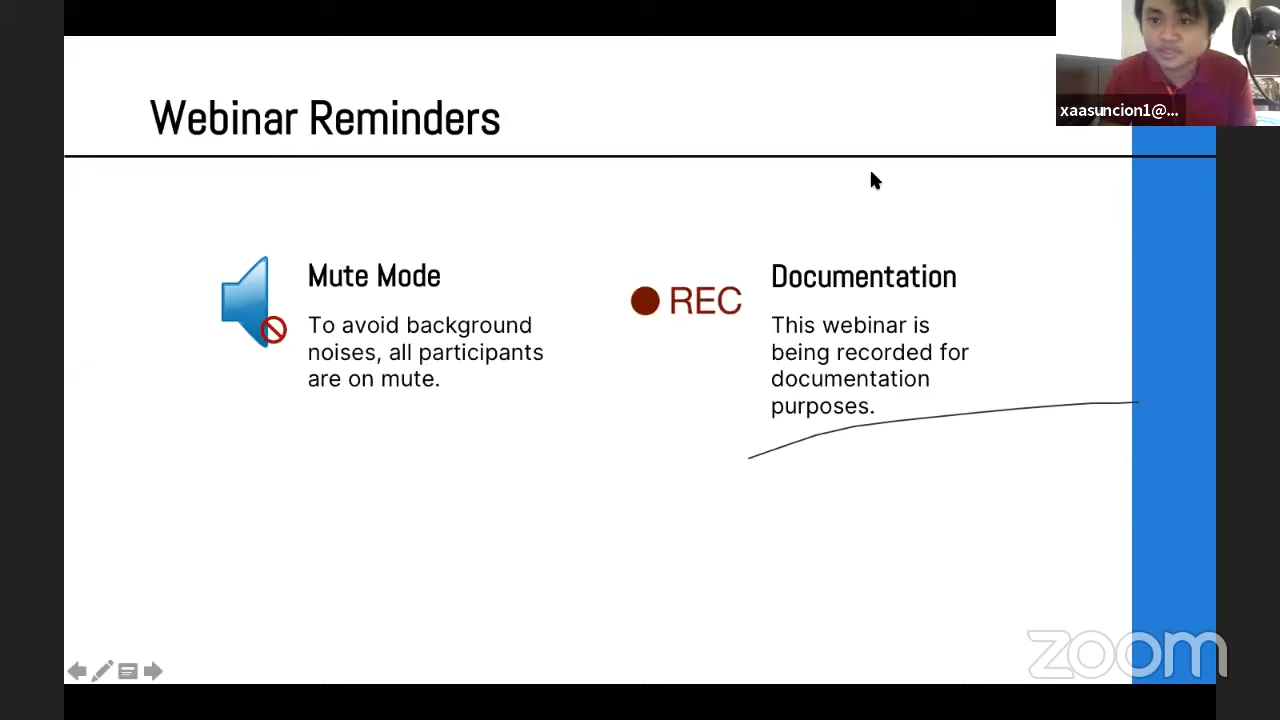 Webinar Reminders
xaasuncion1@...
Mute Mode
To avoid background
noises, all participants
are on mute.
REC
Documentation
This webinar is
being recorded for
documentation
purposes.
zoom